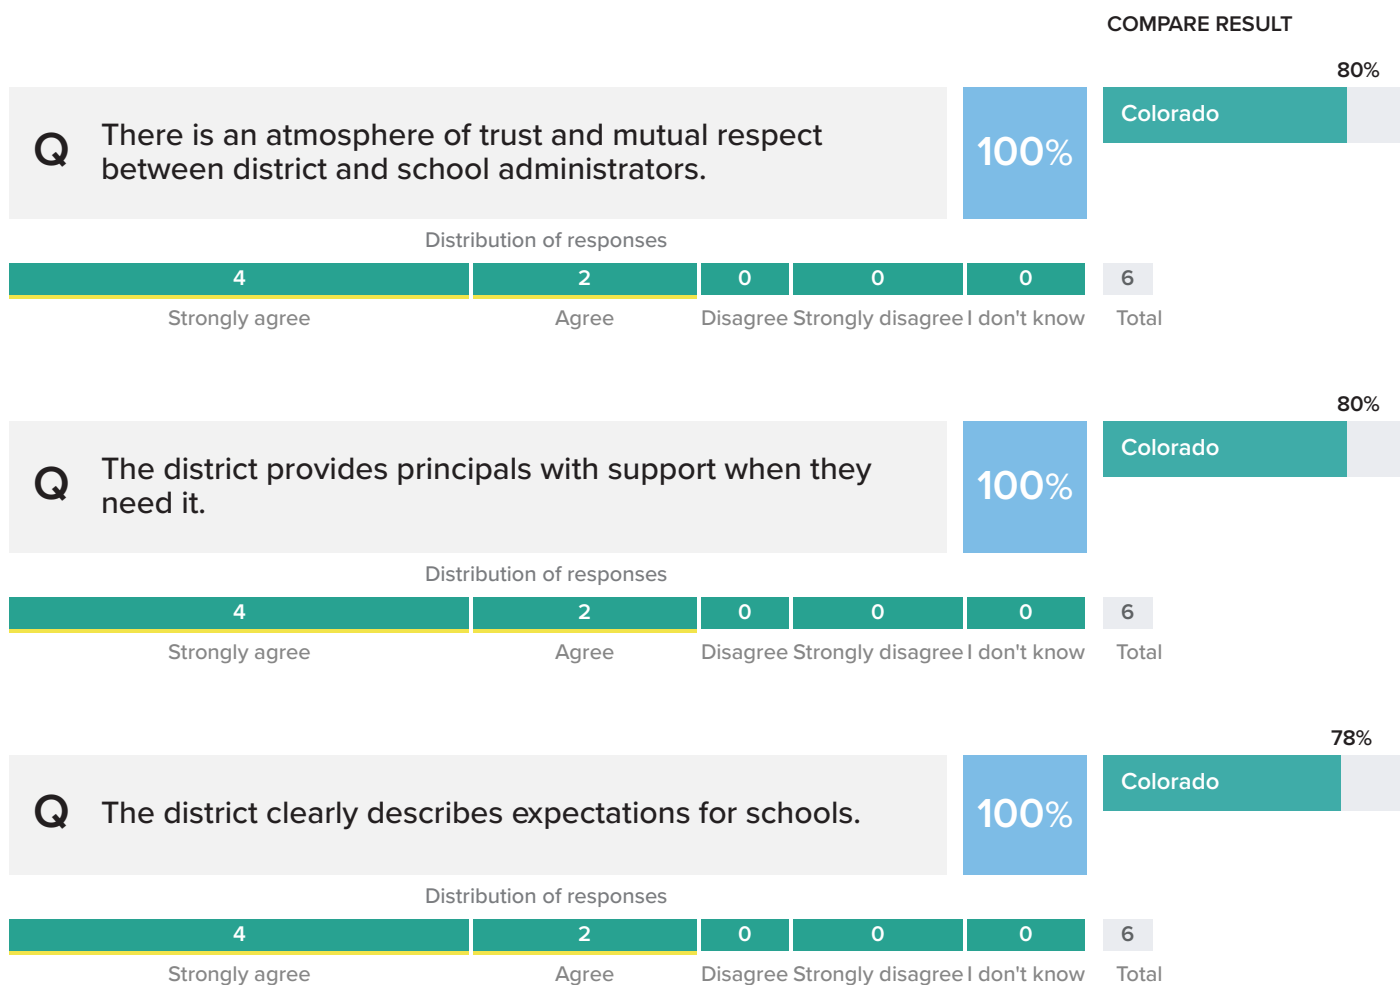 COMPARE RESULT
80%
Q There is an atmosphere of trust and mutual respect
between district and school administrators.
100%
Colorado
Distribution of responses
4 2 0 0 0 6
Strongly agree Agree Disagree Strongly disagree I don't know Total
80%
Q The district provides principals with support when they
need it.
100%
Colorado
Distribution of responses
4 2 0 0 0 6
Strongly agree Agree Disagree Strongly disagree I don't know Total
78%
Q The district clearly describes expectations for schools.
100%
Colorado
Distribution of responses
4 2 0 0 0 6
Strongly agree Agree Disagree Strongly disagree I don't know Total